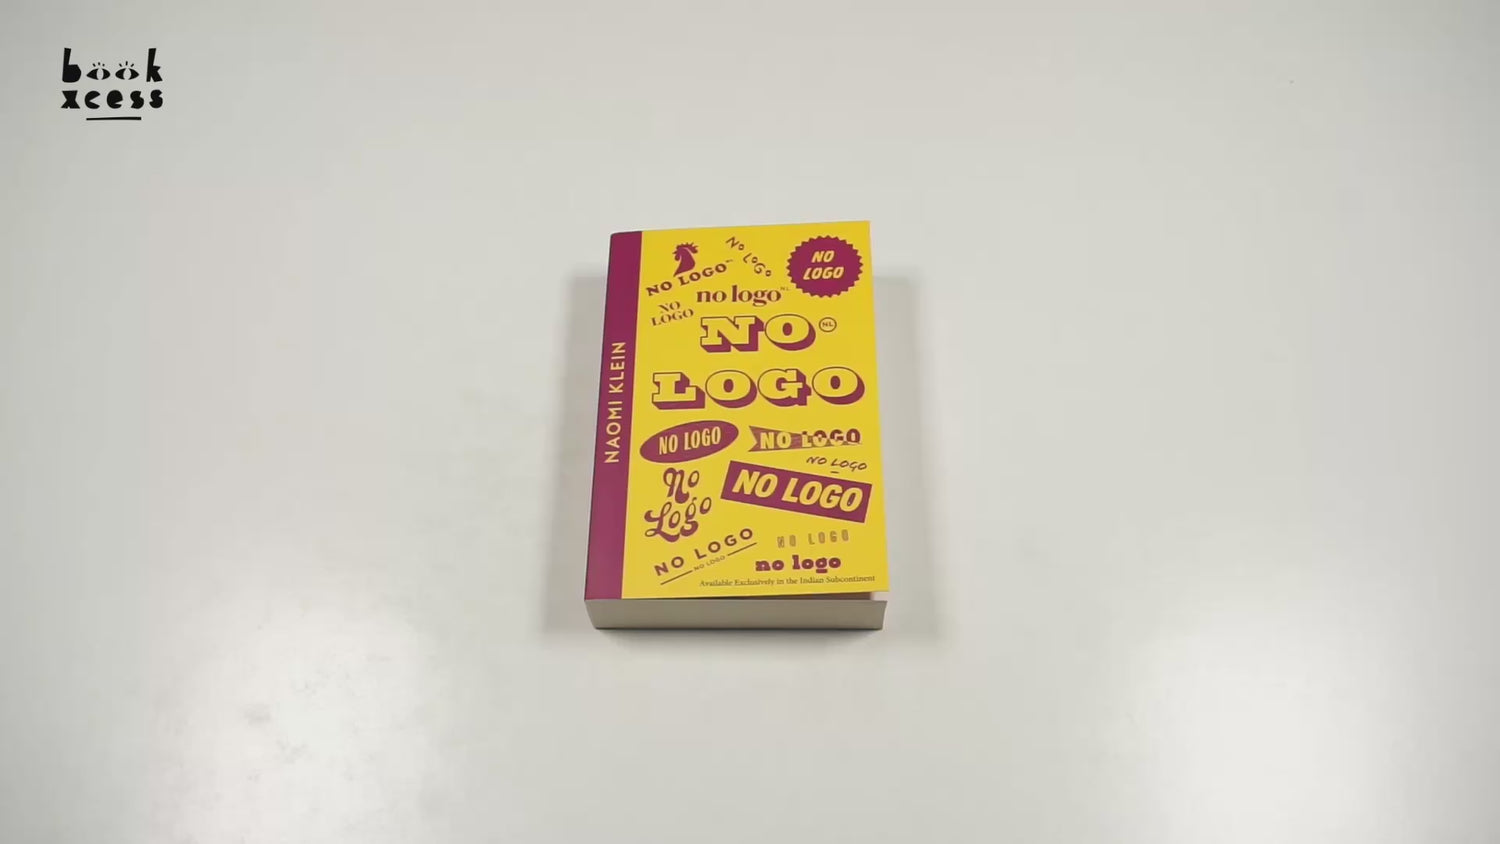 book
xcess
NAOMI KLEIN
NO LOGO
NO LOGO
NO
LOGO
no logo NL
NO
LOGO
NO NL
LOGO
NO LOGO
NO LOGO
NO LOGO
No
Logo
NO LOGO
NO LOGO
NO LOGO
NO LOGO
no logo
Available Exclusively in the Indian Subcontinent